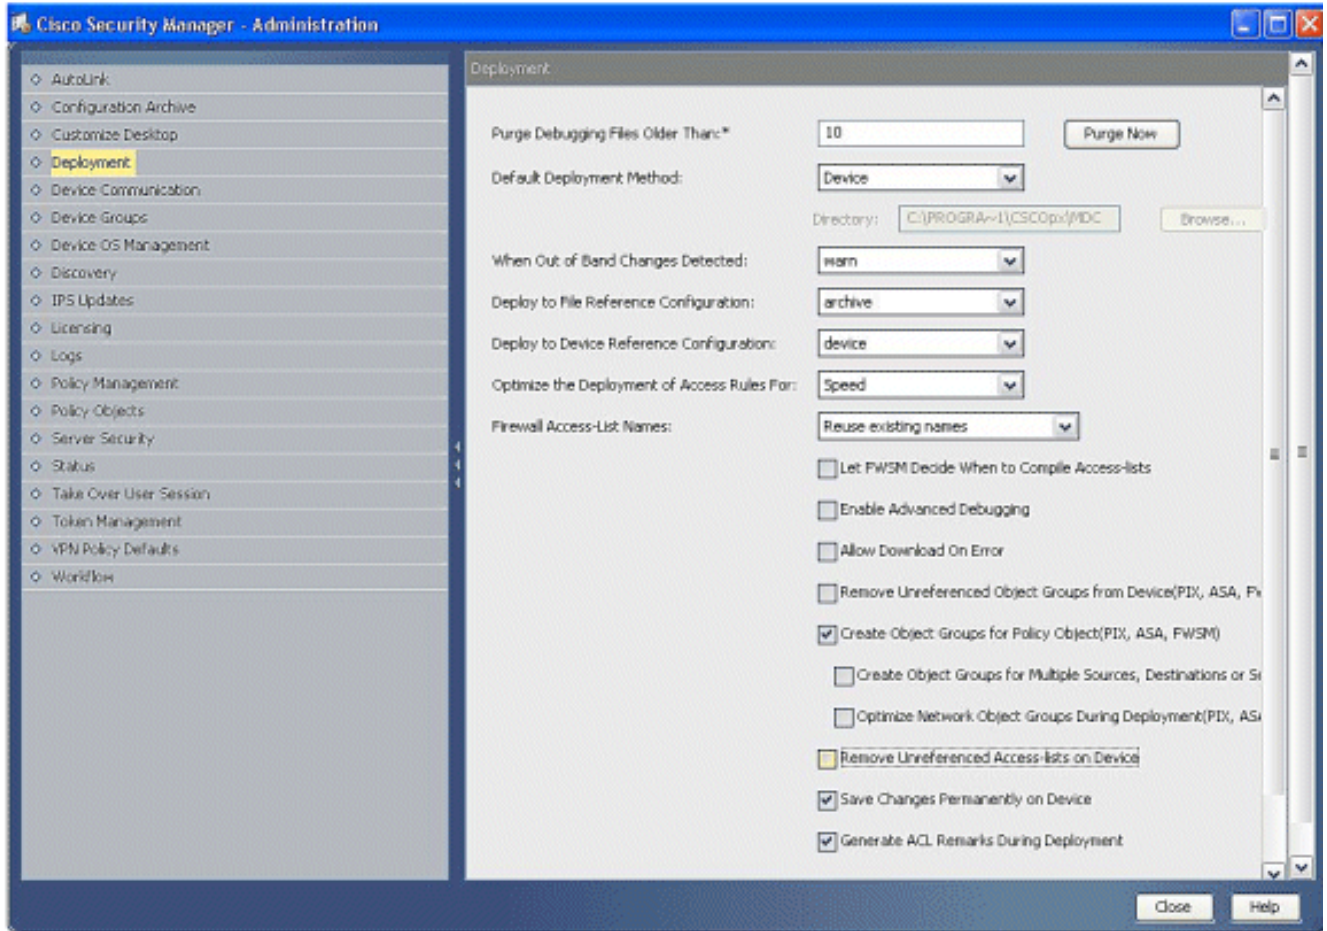 Cisco Security Manager - Administration
AutoLink
Configuration Archive
Customize Desktop
Deployment
Device Communication
Device Groups
Device OS Management
Discovery
IPS Updates
Licensing
Logs
Policy Management
Policy Objects
Server Security
Status
Take Over User Session
Token Management
VPN Policy Defaults
Workflow
Deployment
Purge Debugging Files Older Than:* 10 Purge Now
Default Deployment Method: Device
Directory: C:\PROGRA~1\CSCOpx\MDC Browse...
When Out of Band Changes Detected: warn
Deploy to File Reference Configuration: archive
Deploy to Device Reference Configuration: device
Optimize the Deployment of Access Rules For: Speed
Firewall Access-List Names: Reuse existing names
Let FWSM Decide When to Compile Access-lists
Enable Advanced Debugging
Allow Download On Error
Remove Unreferenced Object Groups from Device(PIX, ASA,
Create Object Groups for Policy Object(PIX, ASA, FWSM)
Create Object Groups for Multiple Sources, Destinations or
Optimize Network Object Groups During Deployment(PIX,
Remove Unreferenced Access-lists on Device
Save Changes Permanently on Device
Generate ACL Remarks During Deployment
Close Help